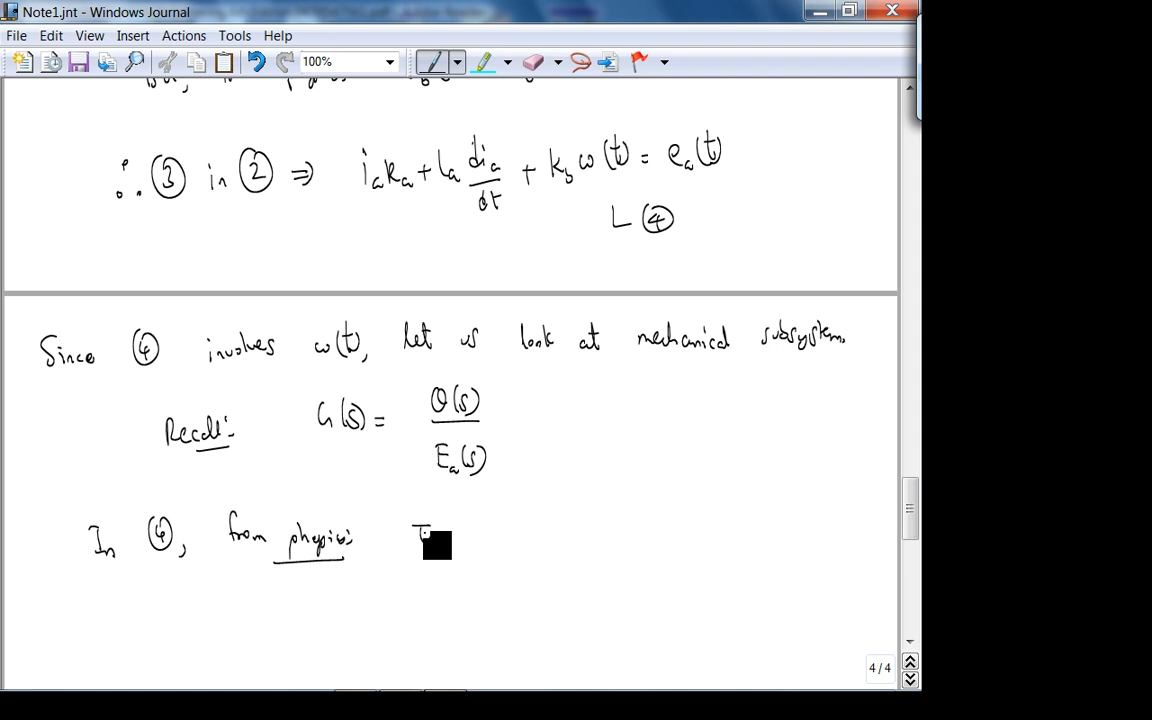 Note1.jnt - Windows Journal
File Edit View Insert Actions Tools Help
100%
∴ ③ in ② ⇒ iₐRₐ + Lₐ diₐ/dt + K_b ω(t) = eₐ(t)
④
Since ④ involves ω(t), let us look at mechanical subsystem.
Recall: G(s) = Θ(s)/Eₐ(s)
In ④, from physics: T
4 / 4